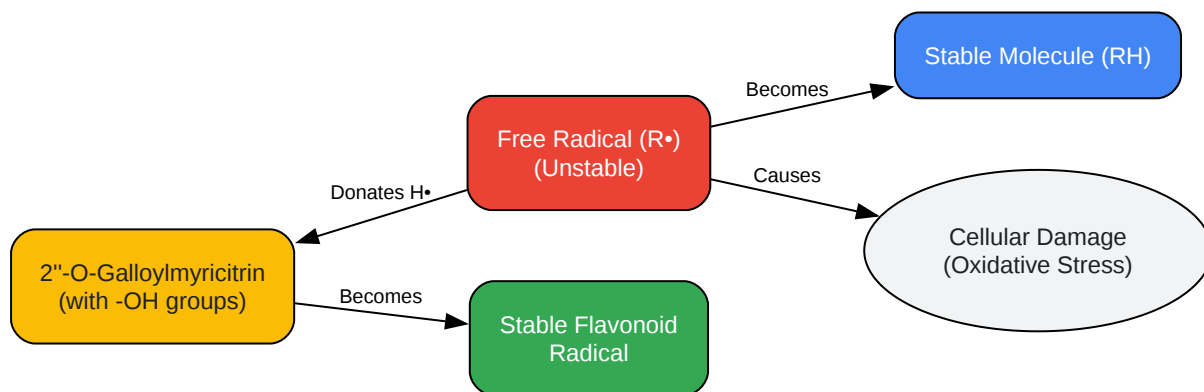 Stable Molecule (RH)
Becomes
Free Radical (R•)
(Unstable)
Causes
Donates H•
Cellular Damage
(Oxidative Stress)
2"-O-Galloylmyricitrin
(with -OH groups)
Becomes
Stable Flavonoid
Radical